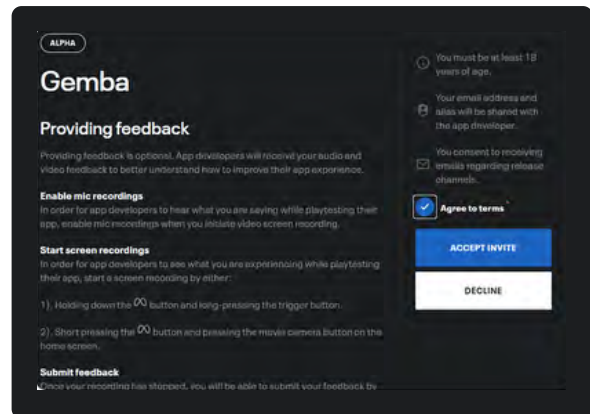 ALPHA
Gemba
Providing feedback
Providing feedback is optional. App developers will receive your audio and
video feedback to better understand how to improve their app experience.
Enable mic recordings
In order for app developers to hear what you are saying while playtesting their
app, enable mic recordings when you initiate video screen recording.
Start screen recordings
In order for app developers to see what you are experiencing while playtesting
their app, start a screen recording by either:
1). Holding down the button and long-pressing the trigger button.
2). Short pressing the button and pressing the movie camera button on the
home screen.
Submit feedback
Once your recording has stopped, you will be able to submit your feedback by
You must be at least 18
years of age.
Your email address and
alias will be shared with
the app developer.
You consent to receiving
emails regarding release
channels.
Agree to terms *
ACCEPT INVITE
DECLINE